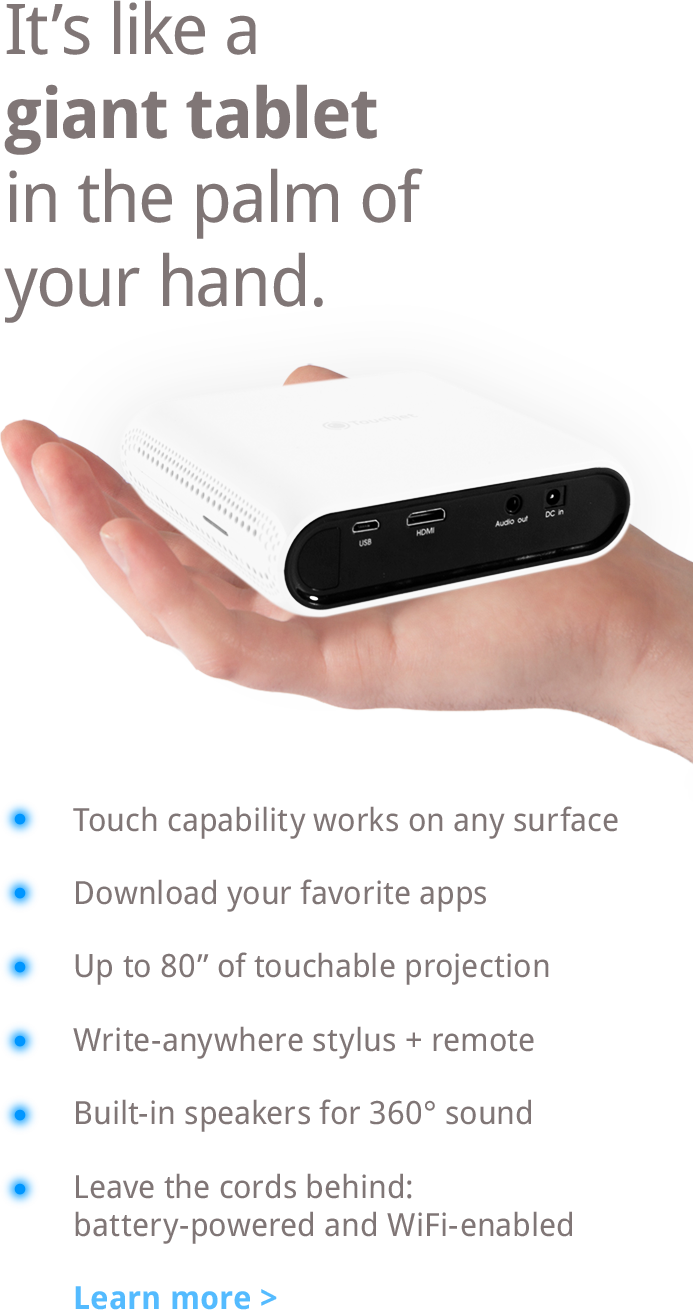 It’s like a
giant tablet
in the palm of
your hand.
Touchjet
USB
HDMI
Audio out
DC in
Touch capability works on any surface
Download your favorite apps
Up to 80” of touchable projection
Write-anywhere stylus + remote
Built-in speakers for 360° sound
Leave the cords behind:
battery-powered and WiFi-enabled
Learn more >